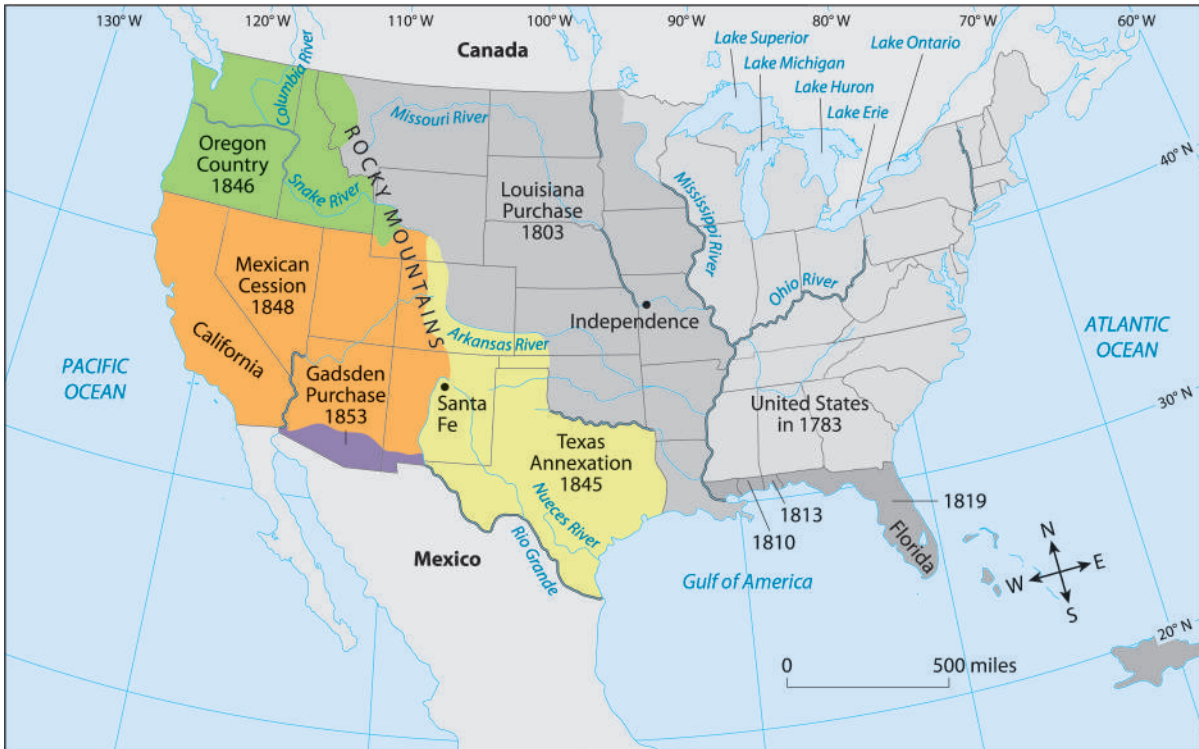 130° W
120° W
110° W
100° W
90° W
80° W
70° W
60° W
Canada
Lake Superior
Lake Ontario
Lake Michigan
Lake Huron
Lake Erie
Columbia River
Missouri River
40° N
Oregon
Country
1846
Snake River
ROCKY MOUNTAINS
Louisiana
Purchase
1803
Mississippi River
Ohio River
Mexican
Cession
1848
Independence
California
Arkansas River
ATLANTIC
OCEAN
PACIFIC
OCEAN
Gadsden
Purchase
1853
Santa
Fe
30° N
United States
in 1783
Texas
Annexation
1845
Nueces River
Rio Grande
1810
1813
1819
Florida
Mexico
Gulf of America
N
W
E
S
20° N
0
500 miles